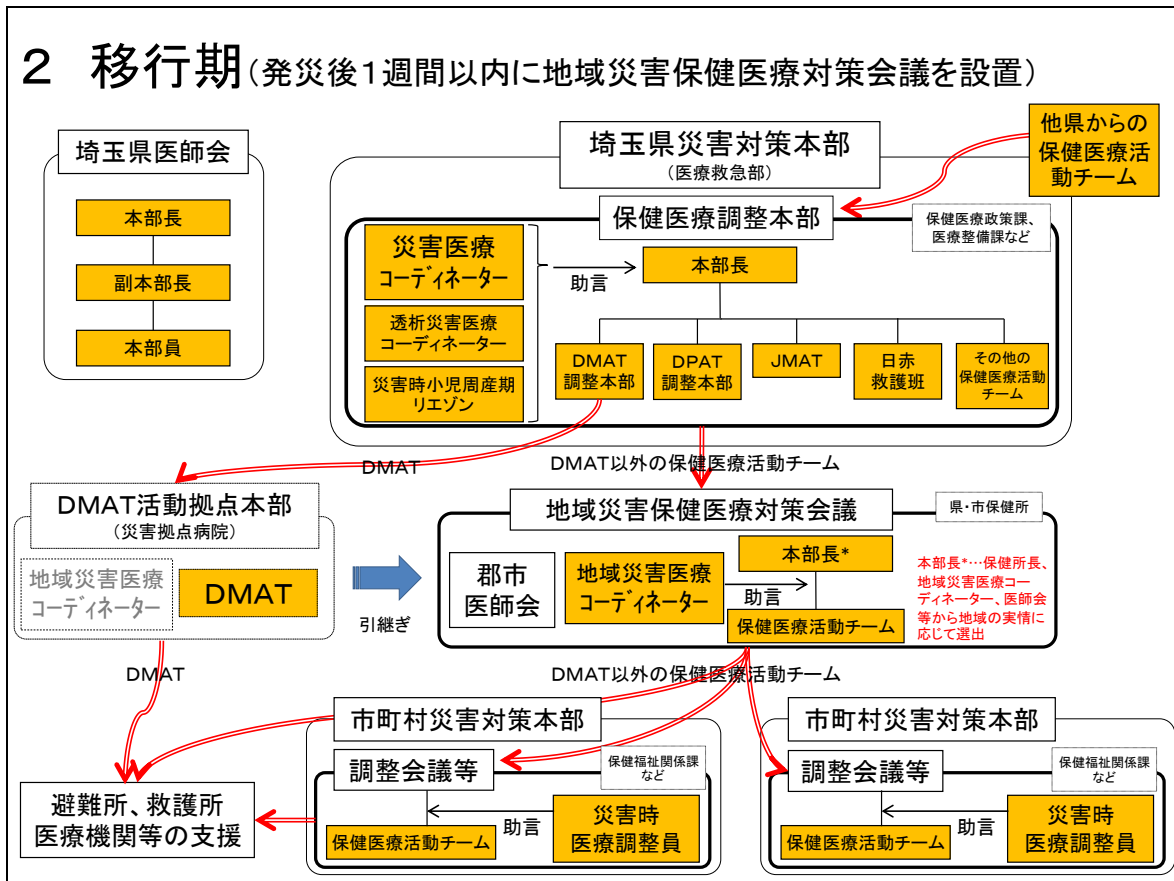 ２　移行期(発災後１週間以内に地域災害保健医療対策会議を設置)
埼玉県医師会
本部長
副本部長
本部員
埼玉県災害対策本部
(医療救急部)
他県からの
保健医療活
動チーム
保健医療調整本部
保健医療政策課、
医療整備課など
災害医療
コーディネーター
透析災害医療
コーディネーター
災害時小児周産期
リエゾン
助言
本部長
DMAT
調整本部
DPAT
調整本部
JMAT
日赤
救護班
その他の
保健医療活動
チーム
DMAT
DMAT以外の保健医療活動チーム
DMAT活動拠点本部
(災害拠点病院)
地域災害医療
コーディネーター
DMAT
引継ぎ
地域災害保健医療対策会議
県・市保健所
郡市
医師会
地域災害医療
コーディネーター
助言
本部長*
保健医療活動チーム
本部長*…保健所長、
地域災害医療コー
ディネーター、医師会
等から地域の実情に
応じて選出
DMAT
DMAT以外の保健医療活動チーム
避難所、救護所
医療機関等の支援
市町村災害対策本部
調整会議等
保健福祉関係課
など
保健医療活動チーム
助言
災害時
医療調整員
市町村災害対策本部
調整会議等
保健福祉関係課
など
保健医療活動チーム
助言
災害時
医療調整員